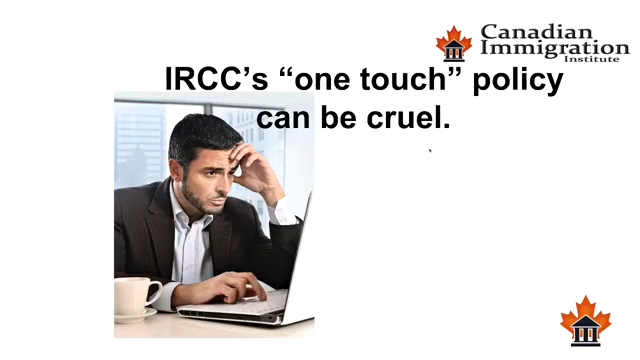 Canadian
Immigration
Institute
IRCC's “one touch” policy
can be cruel.